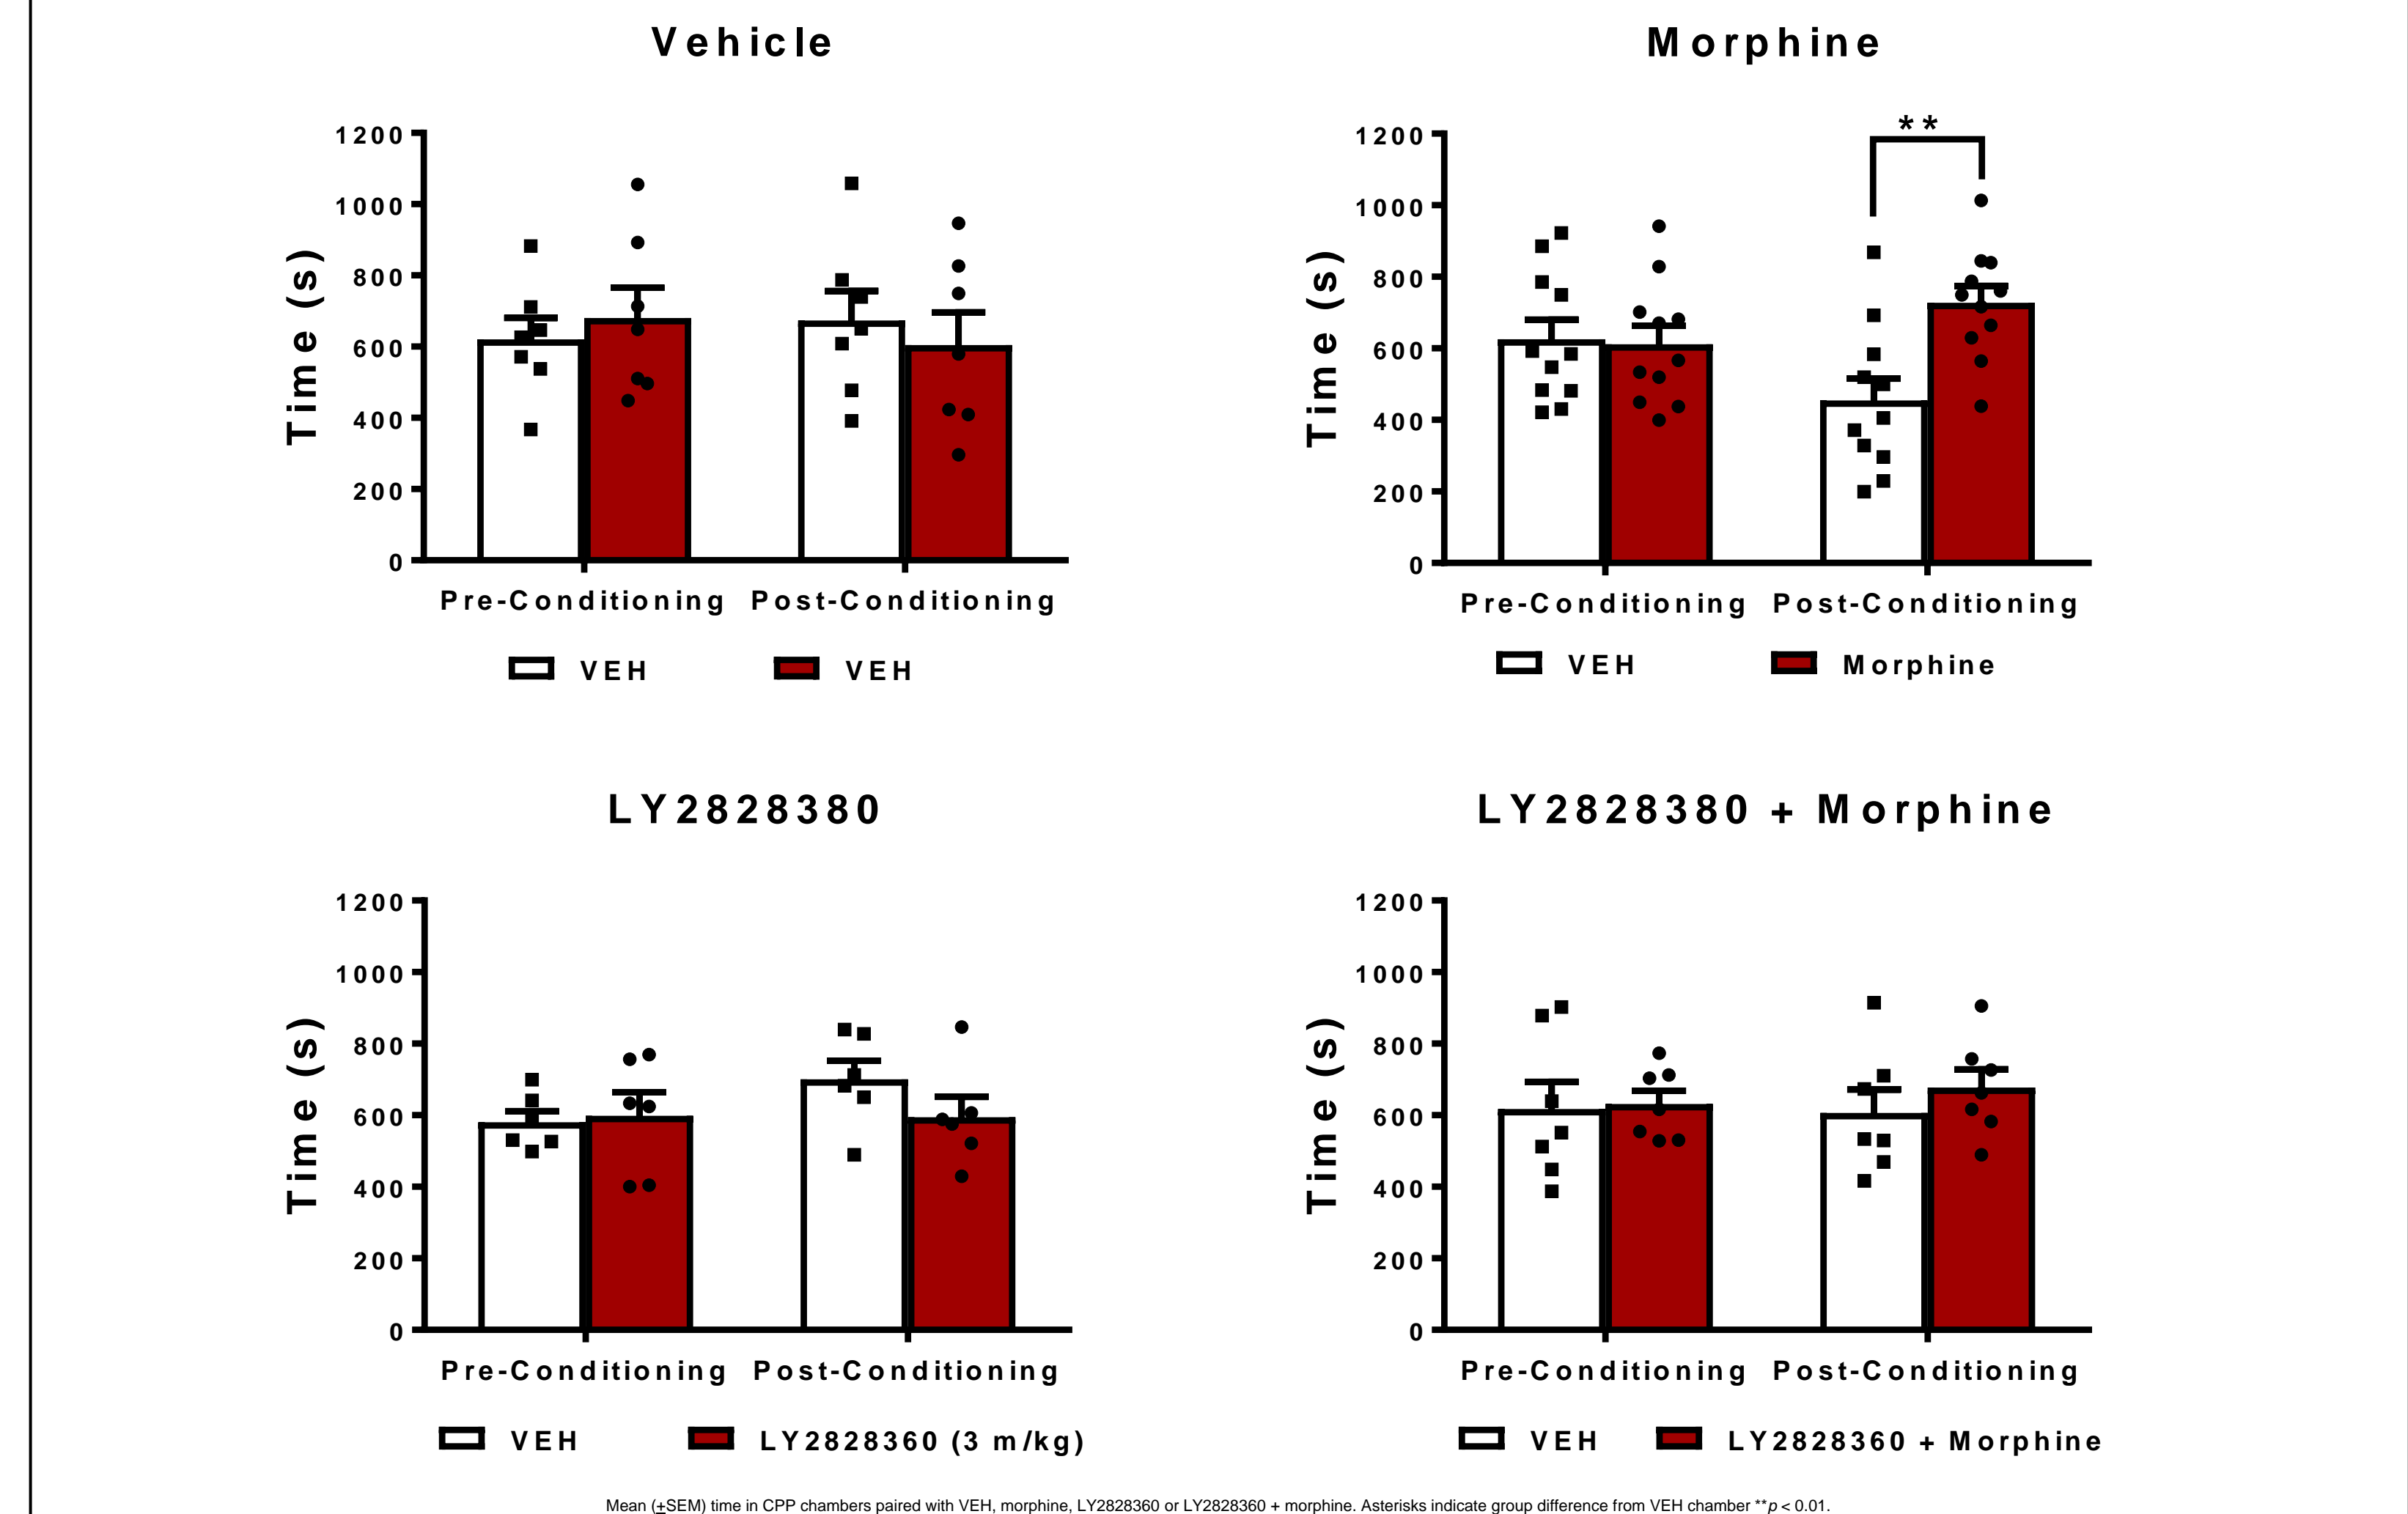 Vehicle
Time (s)
1200
1000
800
600
400
200
0
Pre-Conditioning Post-Conditioning
VEH VEH
Morphine
**
Time (s)
1200
1000
800
600
400
200
0
Pre-Conditioning Post-Conditioning
VEH Morphine
LY2828380
Time (s)
1200
1000
800
600
400
200
0
Pre-Conditioning Post-Conditioning
VEH LY2828360 (3 m/kg)
LY2828380 + Morphine
Time (s)
1200
1000
800
600
400
200
0
Pre-Conditioning Post-Conditioning
VEH LY2828360 + Morphine
Mean (±SEM) time in CPP chambers paired with VEH, morphine, LY2828360 or LY2828360 + morphine. Asterisks indicate group difference from VEH chamber **p < 0.01.